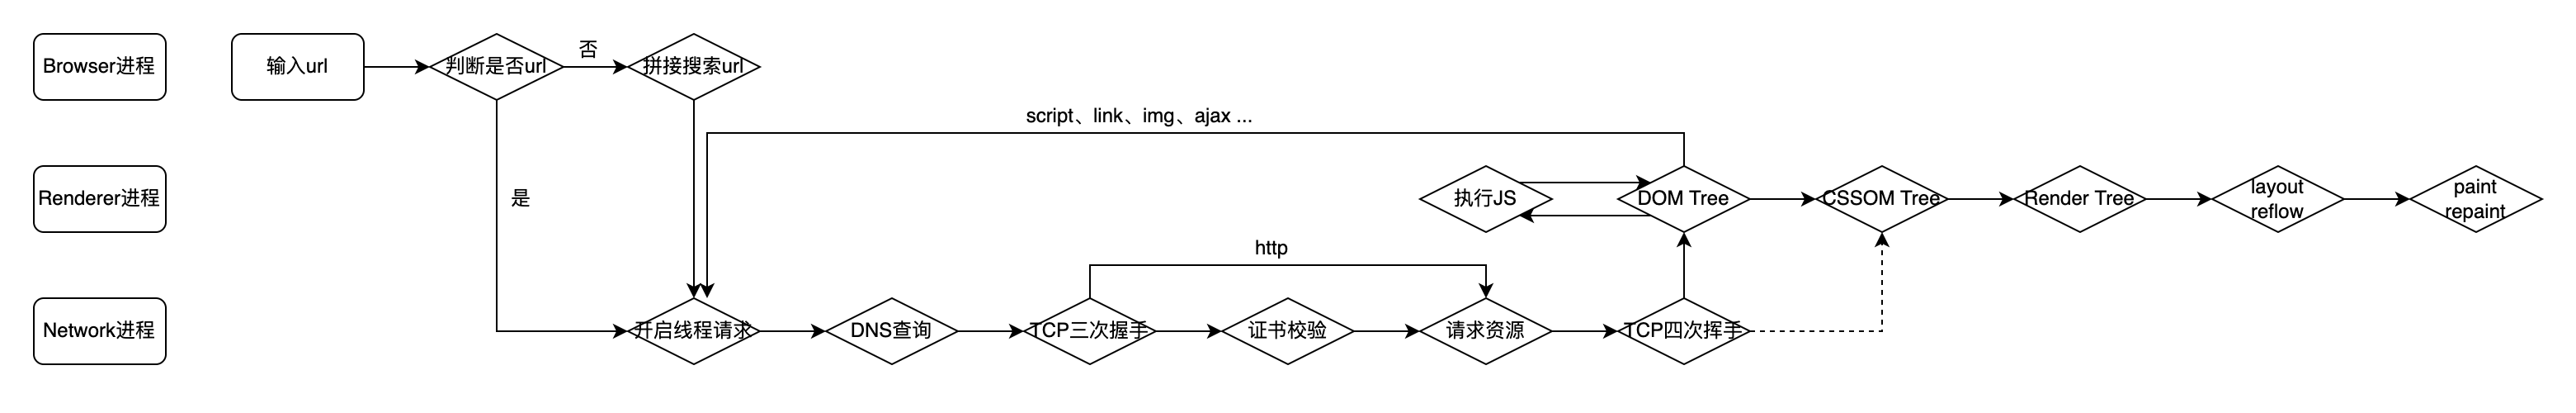 Browser进程
输入url
判断是否url
否
拼接搜索url
script、link、img、ajax ...
Renderer进程
是
执行JS
DOM Tree
CSSOM Tree
Render Tree
layout
reflow
paint
repaint
http
Network进程
开启线程请求
DNS查询
TCP三次握手
证书校验
请求资源
TCP四次挥手